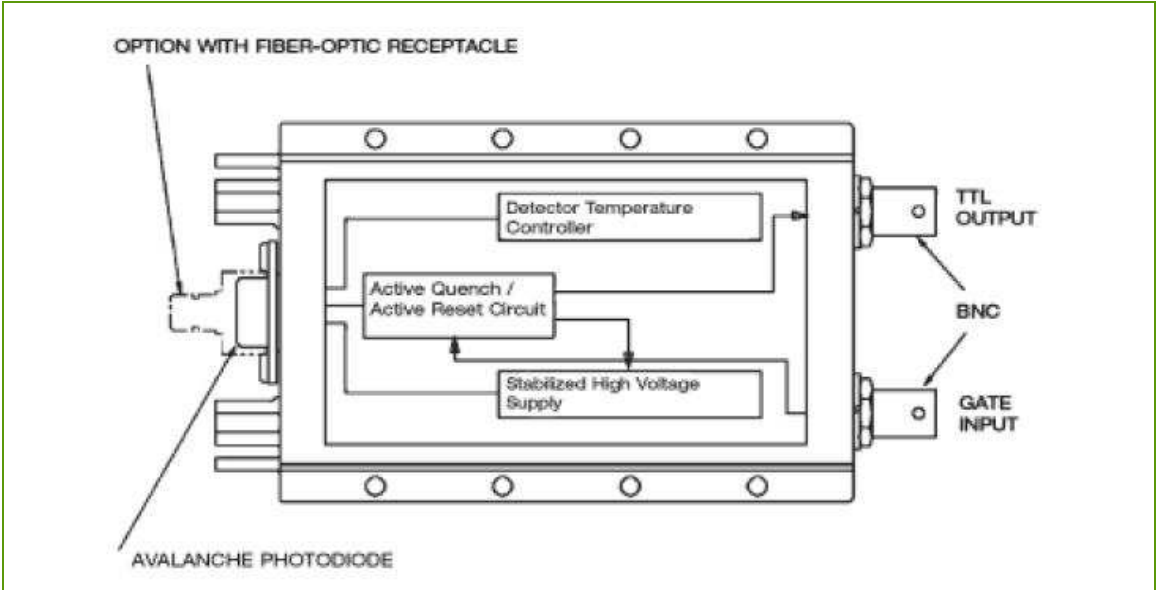 OPTION WITH FIBER-OPTIC RECEPTACLE
Detector Temperature
Controller
TTL
OUTPUT
Active Quench /
Active Reset Circuit
BNC
Stabilized High Voltage
Supply
GATE
INPUT
AVALANCHE PHOTODIODE